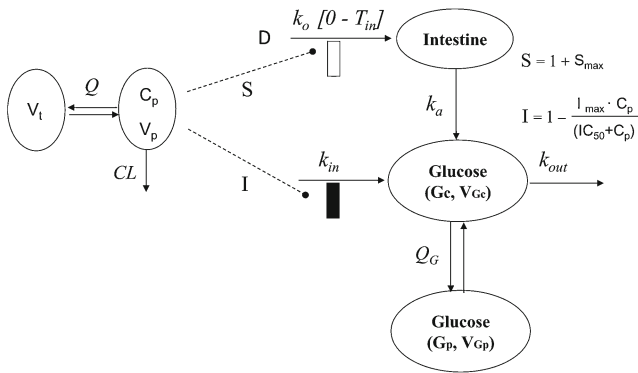 D
k_o [0 - T_in]
Intestine
S = 1 + S_max
Q
V_t
C_p
V_p
S
k_a
I = 1 − I_max · C_p / (IC_50+C_p)
CL
I
k_in
Glucose
(Gc, V_Gc)
k_out
Q_G
Glucose
(Gp, V_Gp)